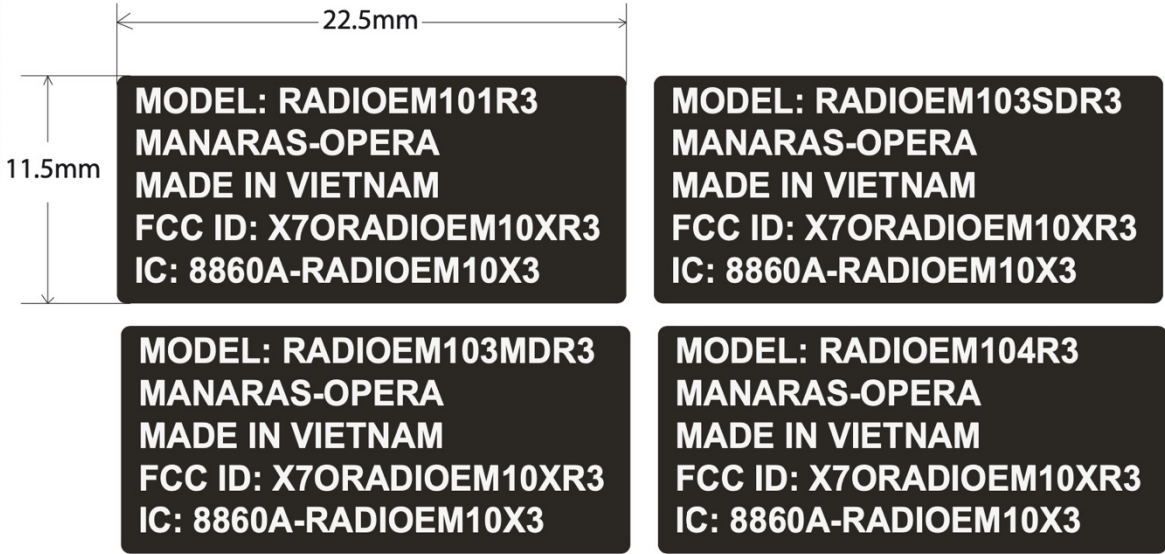 22.5mm
11.5mm
MODEL: RADIOEM101R3
MANARAS-OPERA
MADE IN VIETNAM
FCC ID: X7ORADIOEM10XR3
IC: 8860A-RADIOEM10X3
MODEL: RADIOEM103SDR3
MANARAS-OPERA
MADE IN VIETNAM
FCC ID: X7ORADIOEM10XR3
IC: 8860A-RADIOEM10X3
MODEL: RADIOEM103MDR3
MANARAS-OPERA
MADE IN VIETNAM
FCC ID: X7ORADIOEM10XR3
IC: 8860A-RADIOEM10X3
MODEL: RADIOEM104R3
MANARAS-OPERA
MADE IN VIETNAM
FCC ID: X7ORADIOEM10XR3
IC: 8860A-RADIOEM10X3